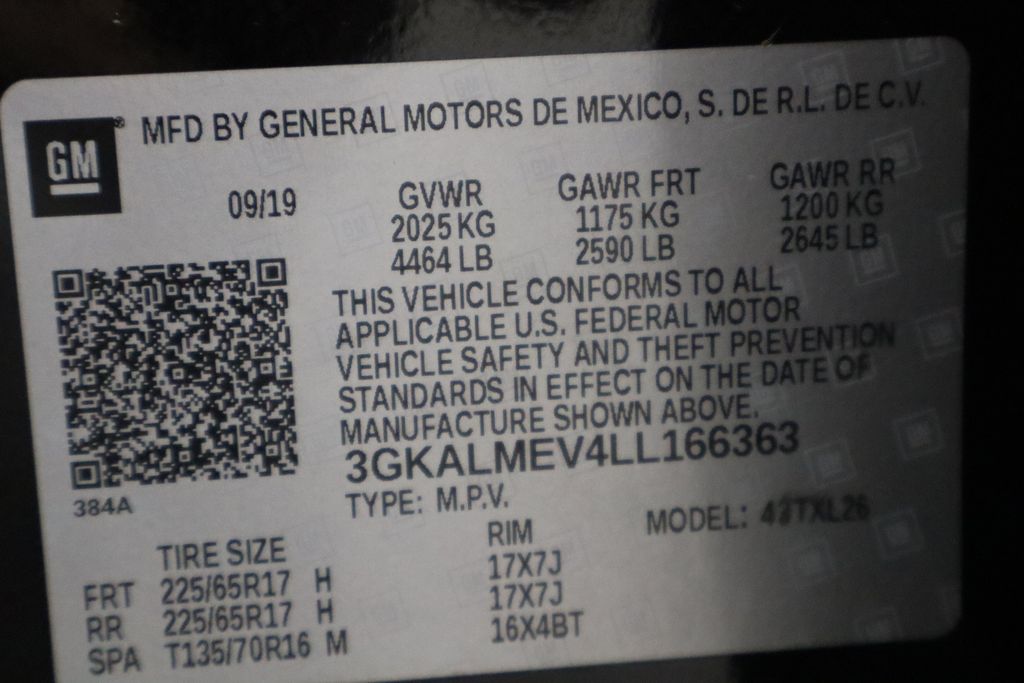 GM ® MFD BY GENERAL MOTORS DE MEXICO, S. DE R.L. DE C.V.
09/19 GVWR GAWR FRT GAWR RR
2025 KG 1175 KG 1200 KG
4464 LB 2590 LB 2645 LB
THIS VEHICLE CONFORMS TO ALL
APPLICABLE U.S. FEDERAL MOTOR
VEHICLE SAFETY AND THEFT PREVENTION
STANDARDS IN EFFECT ON THE DATE OF
MANUFACTURE SHOWN ABOVE.
3GKALMEV4LL166363
384A TYPE: M.P.V. MODEL:
TIRE SIZE RIM
FRT 225/65R17 H 17X7J
RR 225/65R17 H 17X7J
SPA T135/70R16 M 16X4BT